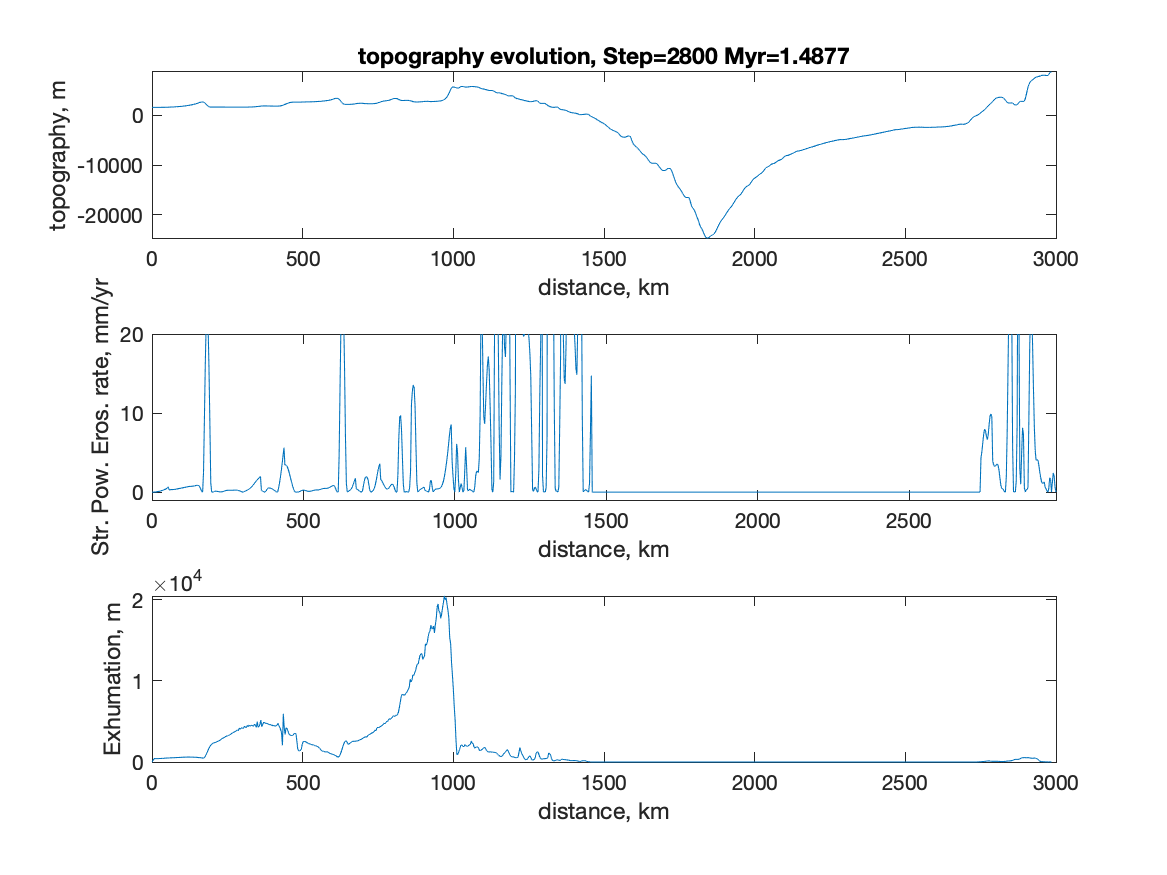 topography evolution, Step=2800 Myr=1.4877
topography, m
0
-10000
-20000
0 500 1000 1500 2000 2500 3000
distance, km
Str. Pow. Eros. rate, mm/yr
20
10
0
0 500 1000 1500 2000 2500
distance, km
×10⁴
Exhumation, m
2
1
0
0 500 1000 1500 2000 2500 3000
distance, km